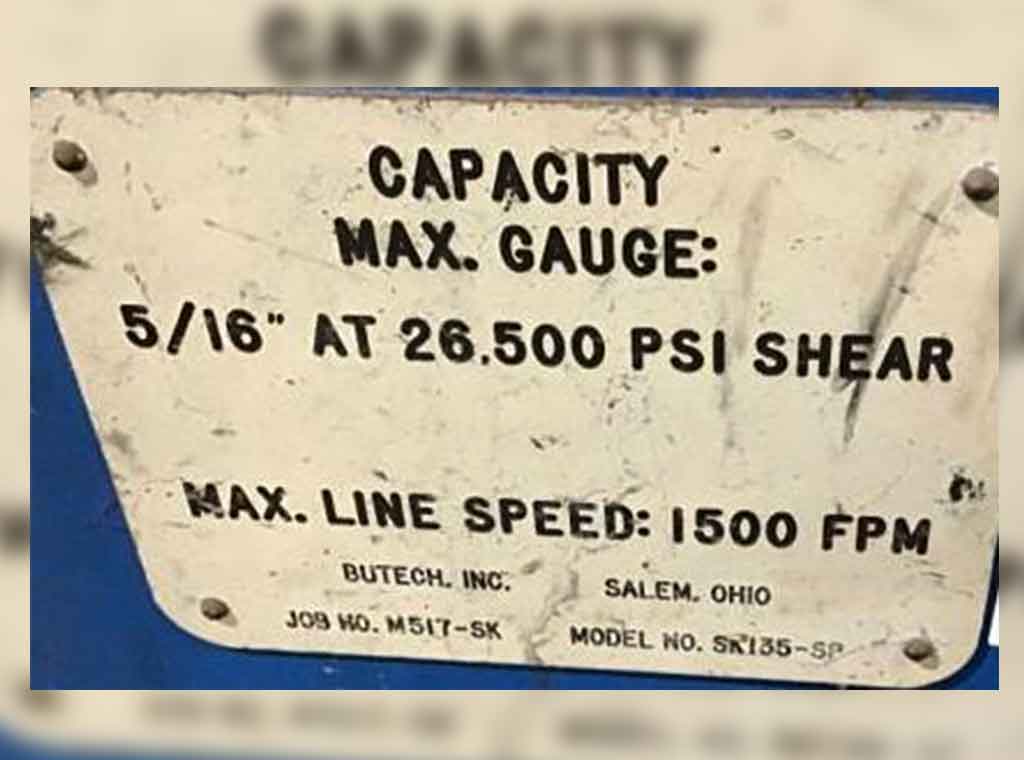 CAPACITY
MAX. GAUGE:
5/16" AT 26.500 PSI SHEAR
MAX. LINE SPEED: 1500 FPM
BUTECH. INC. SALEM. OHIO
JOB NO. M517-SK MODEL NO. SK135-SP